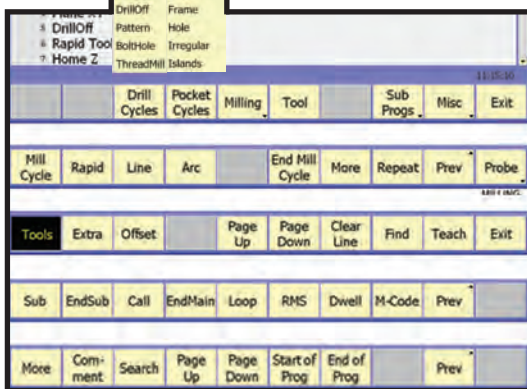 DrillOff Frame
Pattern Hole
BoltHole Irregular
ThreadMill Islands
5 DrillOff
6 Rapid Tool
7 Home Z
Drill Cycles Pocket Cycles Milling Tool Sub Progs Misc Exit
Mill Cycle Rapid Line Arc End Mill Cycle More Repeat Prev Probe
Tools Extra Offset Page Up Page Down Clear Line Find Teach Exit
Sub EndSub Call EndMain Loop RMS Dwell M-Code Prev
More Com-ment Search Page Up Page Down Start of Prog End of Prog Prev